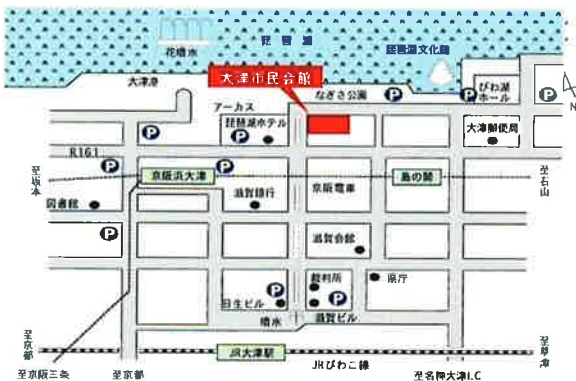 琵琶湖
花噴水
琵琶湖文化館
大津港
大津市民会館
なぎさ公園
P
P
びわ湖
ホール
P
N
アーカス
琵琶湖ホテル
P
P
大津郵便局
R161
P
P
至坂本
京阪浜大津
京阪電車
島の関
至石山
図書館
滋賀銀行
P
滋賀会館
裁判所
県庁
P
P
日生ビル
噴水
滋賀ビル
至京都
JR大津駅
JRびわこ線
至草津
至京阪三条
至京都
至名神大津I.C